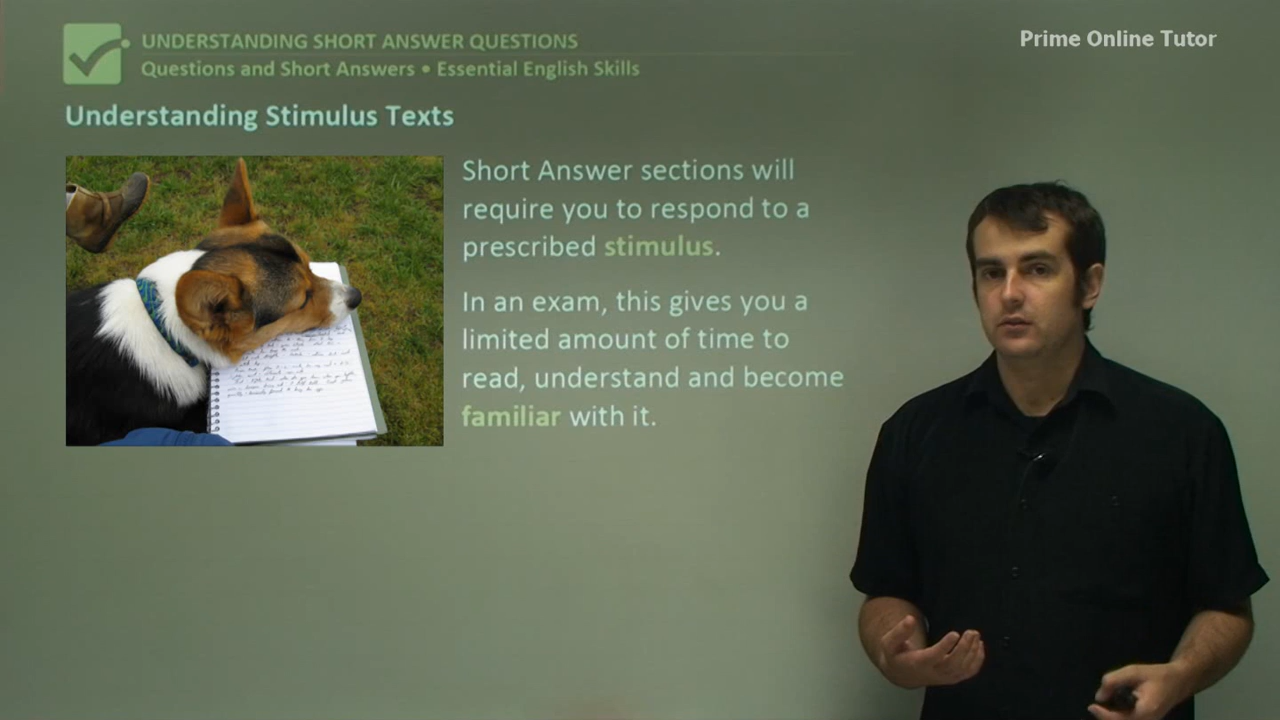 UNDERSTANDING SHORT ANSWER QUESTIONS
Questions and Short Answers • Essential English Skills
Prime Online Tutor
Understanding Stimulus Texts
Short Answer sections will
require you to respond to a
prescribed stimulus.
In an exam, this gives you a
limited amount of time to
read, understand and become
familiar with it.